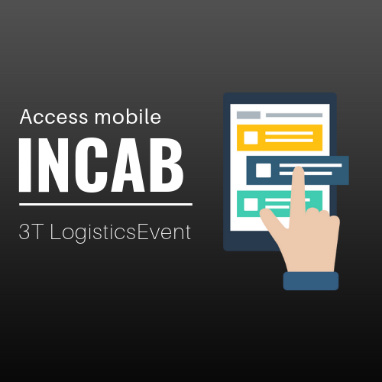 Access mobile
INCAB
3T LogisticsEvent